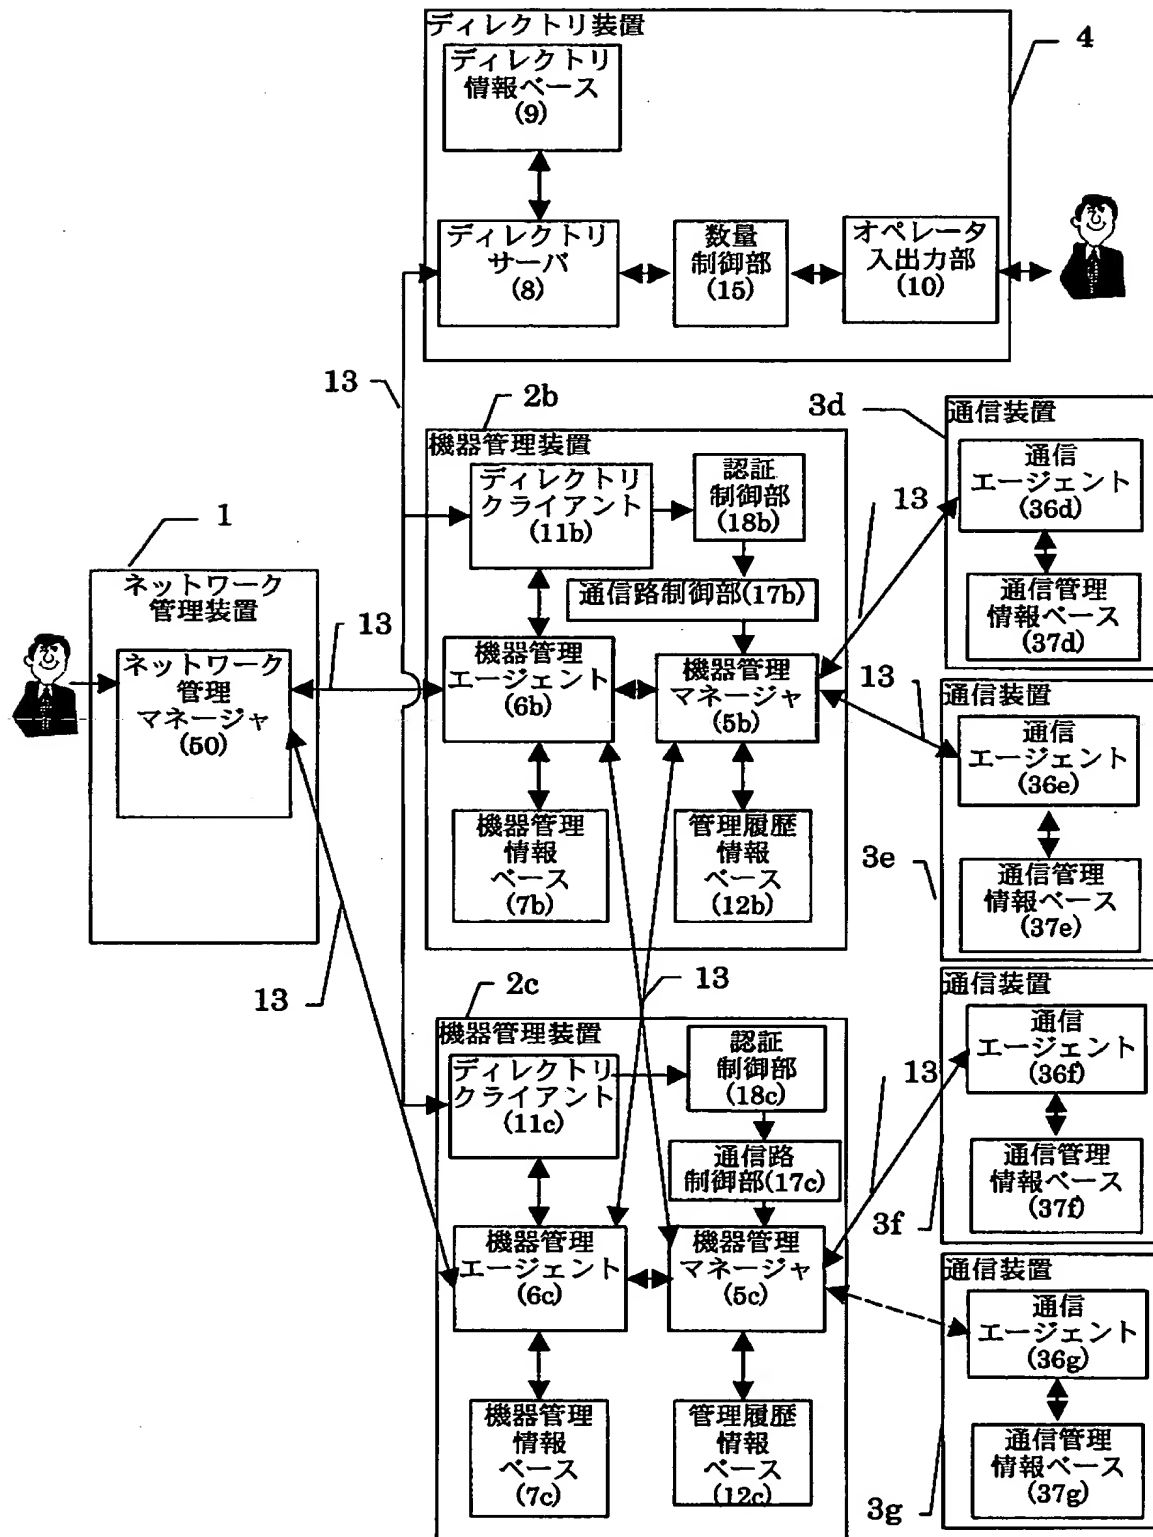 ディレクトリ装置
4
ディレクトリ
情報ベース
(9)
ディレクトリ
サーバ
(8)
数量
制御部
(15)
オペレータ
入出力部
(10)
13
2b
機器管理装置
ディレクトリ
クライアント
(11b)
認証
制御部
(18b)
通信路制御部(17b)
機器管理
エージェント
(6b)
機器管理
マネージャ
(5b)
機器管理
情報
ベース
(7b)
管理履歴
情報
ベース
(12b)
1
ネットワーク
管理装置
ネットワーク
管理
マネージャ
(50)
13
13
13
13
3d
通信装置
通信
エージェント
(36d)
通信管理
情報ベース
(37d)
3e
通信装置
通信
エージェント
(36e)
通信管理
情報ベース
(37e)
13
2c
機器管理装置
ディレクトリ
クライアント
(11c)
認証
制御部
(18c)
通信路
制御部(17c)
機器管理
エージェント
(6c)
機器管理
マネージャ
(5c)
機器管理
情報
ベース
(7c)
管理履歴
情報
ベース
(12c)
13
3f
通信装置
通信
エージェント
(36f)
通信管理
情報ベース
(37f)
3g
通信装置
通信
エージェント
(36g)
通信管理
情報ベース
(37g)